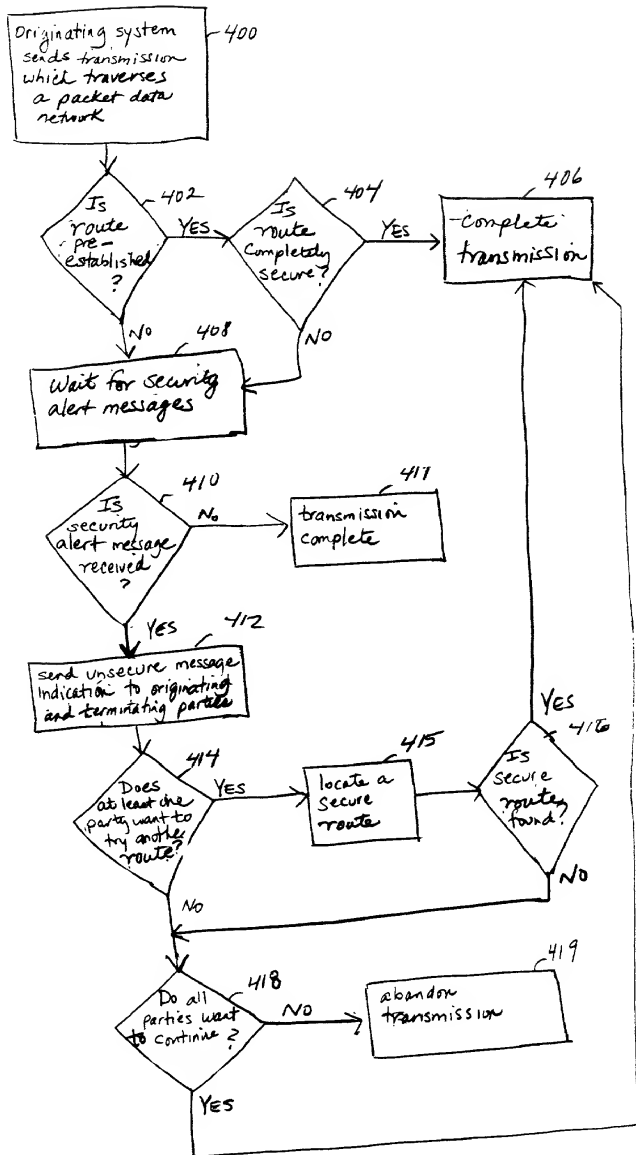 Originating system
sends transmission
which traverses
a packet data
network
400
Is
route
pre-
established
?
402
YES
NO
Is
route
completely
secure?
404
YES
NO
406
-complete
transmission
408
Wait for security
alert messages
410
Is
security
alert message
received
?
No
YES
417
transmission
complete
412
send unsecure message
indication to originating
and terminating parties
414
Does
at least one
party want to
try another
route?
YES
NO
415
locate a
secure
route
416
Is
secure
route
found?
YES
NO
418
Do all
parties want
to continue?
NO
YES
419
abandon
transmission